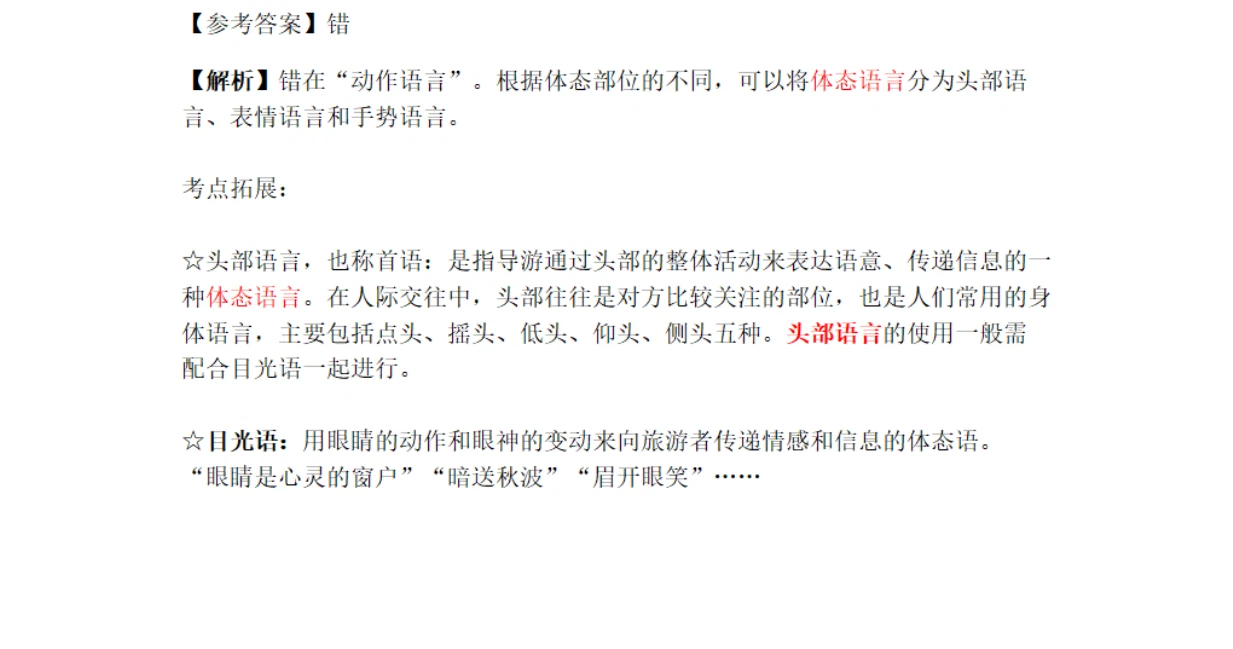 【参考答案】错
【解析】错在“动作语言”。根据体态部位的不同，可以将体态语言分为头部语
言、表情语言和手势语言。
考点拓展：
☆头部语言，也称首语：是指导游通过头部的整体活动来表达语意、传递信息的一
种体态语言。在人际交往中，头部往往是对方比较关注的部位，也是人们常用的身
体语言，主要包括点头、摇头、低头、仰头、侧头五种。头部语言的使用一般需
配合目光语一起进行。
☆目光语：用眼睛的动作和眼神的变动来向旅游者传递情感和信息的体态语。
“眼睛是心灵的窗户”“暗送秋波”“眉开眼笑”……